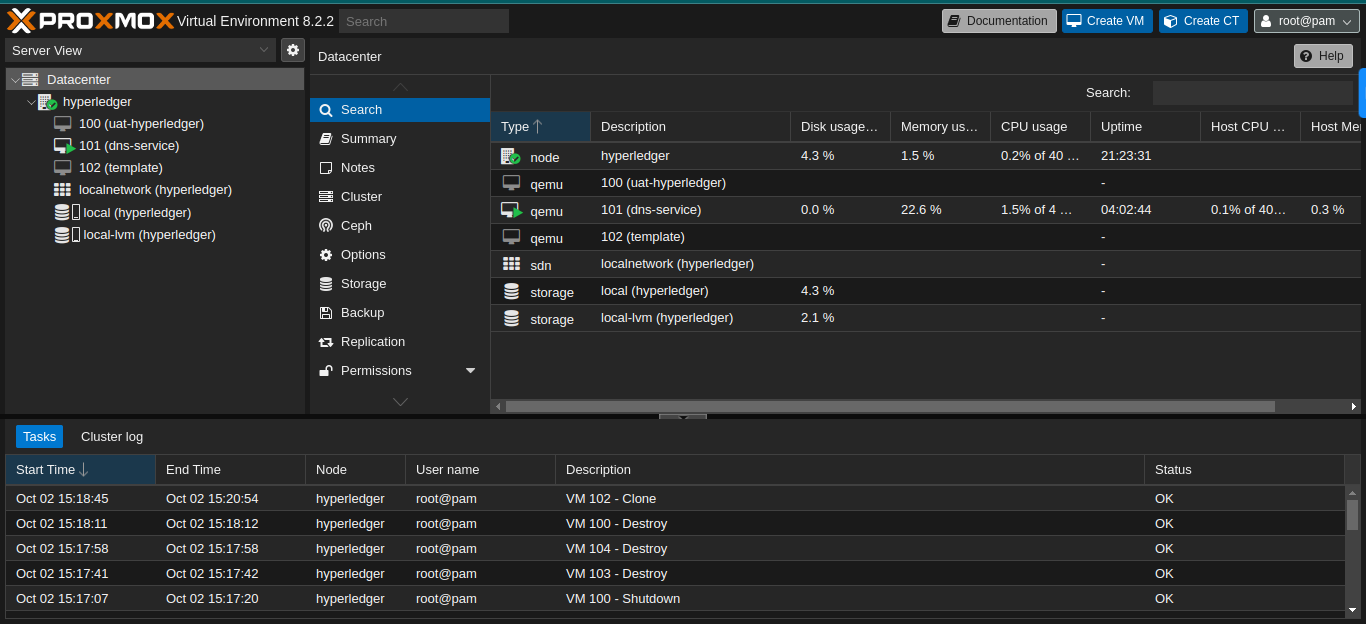 PROXMOX Virtual Environment 8.2.2 Search Documentation Create VM Create CT root@pam
Server View
Datacenter
hyperledger
100 (uat-hyperledger)
101 (dns-service)
102 (template)
localnetwork (hyperledger)
local (hyperledger)
local-lvm (hyperledger)
Datacenter Help
Search
Summary
Notes
Cluster
Ceph
Options
Storage
Backup
Replication
Permissions
Search:
Type Description Disk usage... Memory us... CPU usage Uptime Host CPU ... Host Me
node hyperledger 4.3 % 1.5 % 0.2% of 40 ... 21:23:31
qemu 100 (uat-hyperledger) -
qemu 101 (dns-service) 0.0 % 22.6 % 1.5% of 4 ... 04:02:44 0.1% of 40... 0.3 %
qemu 102 (template) -
sdn localnetwork (hyperledger) -
storage local (hyperledger) 4.3 % -
storage local-lvm (hyperledger) 2.1 % -
Tasks Cluster log
Start Time End Time Node User name Description Status
Oct 02 15:18:45 Oct 02 15:20:54 hyperledger root@pam VM 102 - Clone OK
Oct 02 15:18:11 Oct 02 15:18:12 hyperledger root@pam VM 100 - Destroy OK
Oct 02 15:17:58 Oct 02 15:17:58 hyperledger root@pam VM 104 - Destroy OK
Oct 02 15:17:41 Oct 02 15:17:42 hyperledger root@pam VM 103 - Destroy OK
Oct 02 15:17:07 Oct 02 15:17:20 hyperledger root@pam VM 100 - Shutdown OK